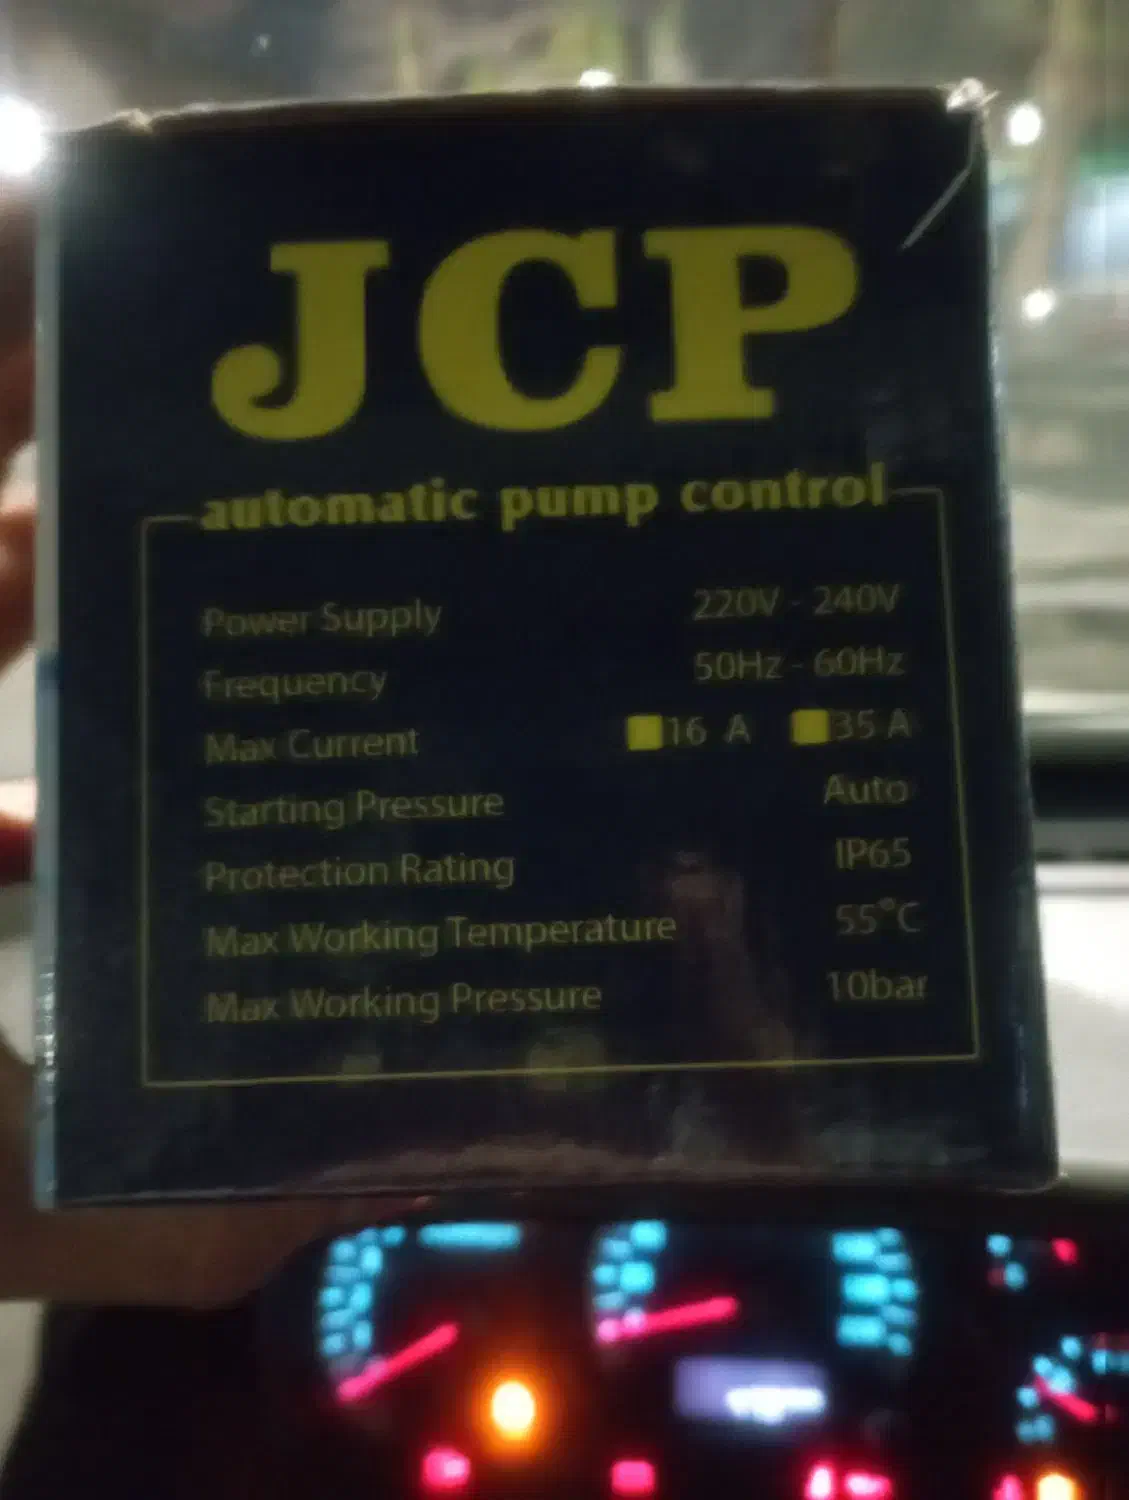 JCP
automatic pump control
Power Supply 220V - 240V
Frequency 50Hz - 60Hz
Max Current 16 A 35 A
Starting Pressure Auto
Protection Rating IP65
Max Working Temperature 55°C
Max Working Pressure 10bar